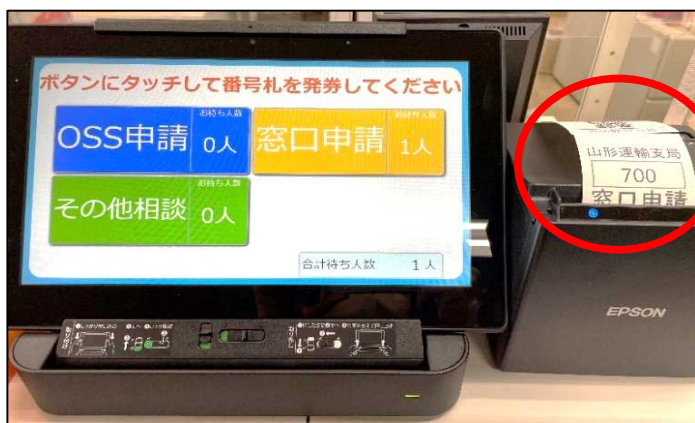 ボタンにタッチして番号札を発券してください
お待ち人数
OSS申請 0人
お待ち人数
窓口申請 1人
お待ち人数
その他相談 0人
合計待ち人数 1人
山形運輸支局
700
窓口申請
EPSON